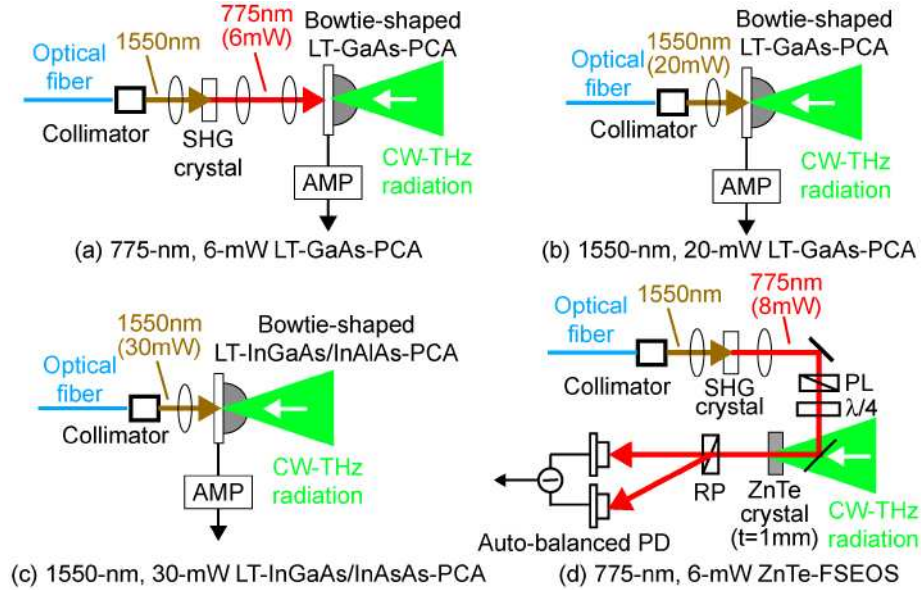 Optical
fiber
1550nm
775nm
(6mW)
Bowtie-shaped
LT-GaAs-PCA
Collimator
SHG
crystal
AMP
CW-THz
radiation
(a) 775-nm, 6-mW LT-GaAs-PCA
Optical
fiber
1550nm
(20mW)
Bowtie-shaped
LT-GaAs-PCA
Collimator
AMP
CW-THz
radiation
(b) 1550-nm, 20-mW LT-GaAs-PCA
Optical
fiber
1550nm
(30mW)
Bowtie-shaped
LT-InGaAs/InAlAs-PCA
Collimator
AMP
CW-THz
radiation
(c) 1550-nm, 30-mW LT-InGaAs/InAsAs-PCA
Optical
fiber
1550nm
775nm
(8mW)
Collimator
SHG
crystal
PL
λ/4
RP
ZnTe
crystal
(t=1mm)
CW-THz
radiation
Auto-balanced PD
(d) 775-nm, 6-mW ZnTe-FSEOS